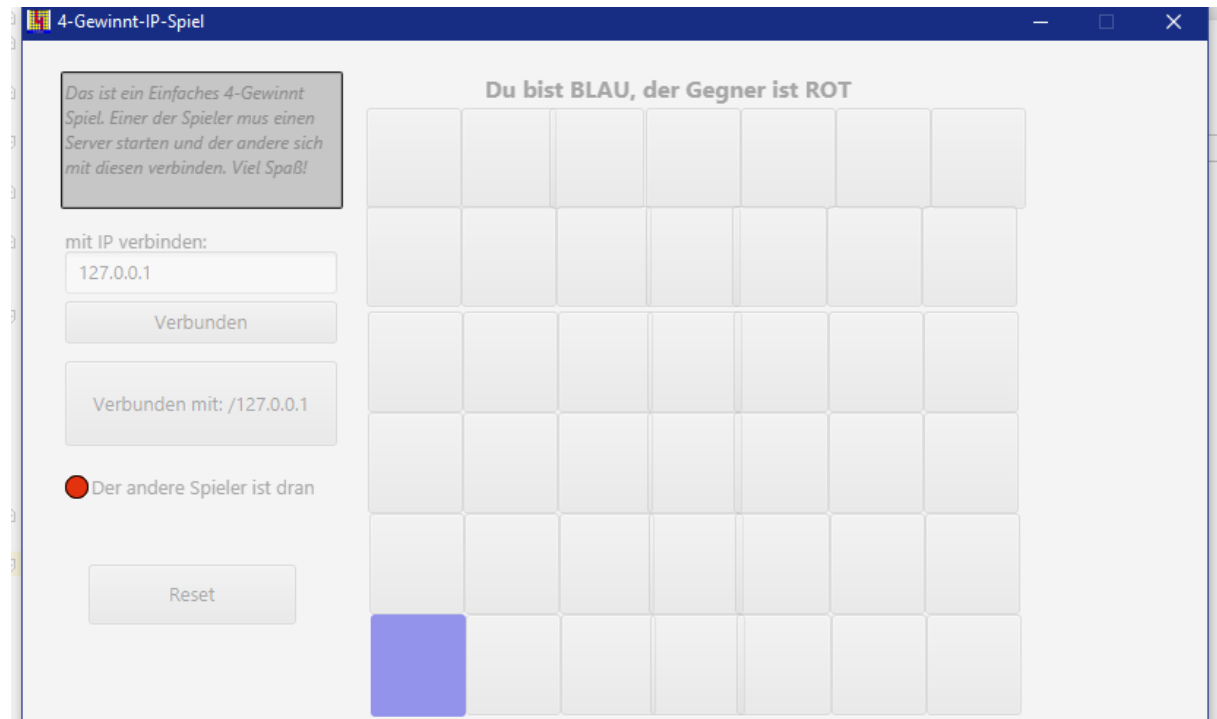 4-Gewinnt-IP-Spiel
Das ist ein Einfaches 4-Gewinnt
Spiel. Einer der Spieler mus einen
Server starten und der andere sich
mit diesen verbinden. Viel Spaß!
mit IP verbinden:
127.0.0.1
Verbunden
Verbunden mit: /127.0.0.1
Der andere Spieler ist dran
Reset
Du bist BLAU, der Gegner ist ROT